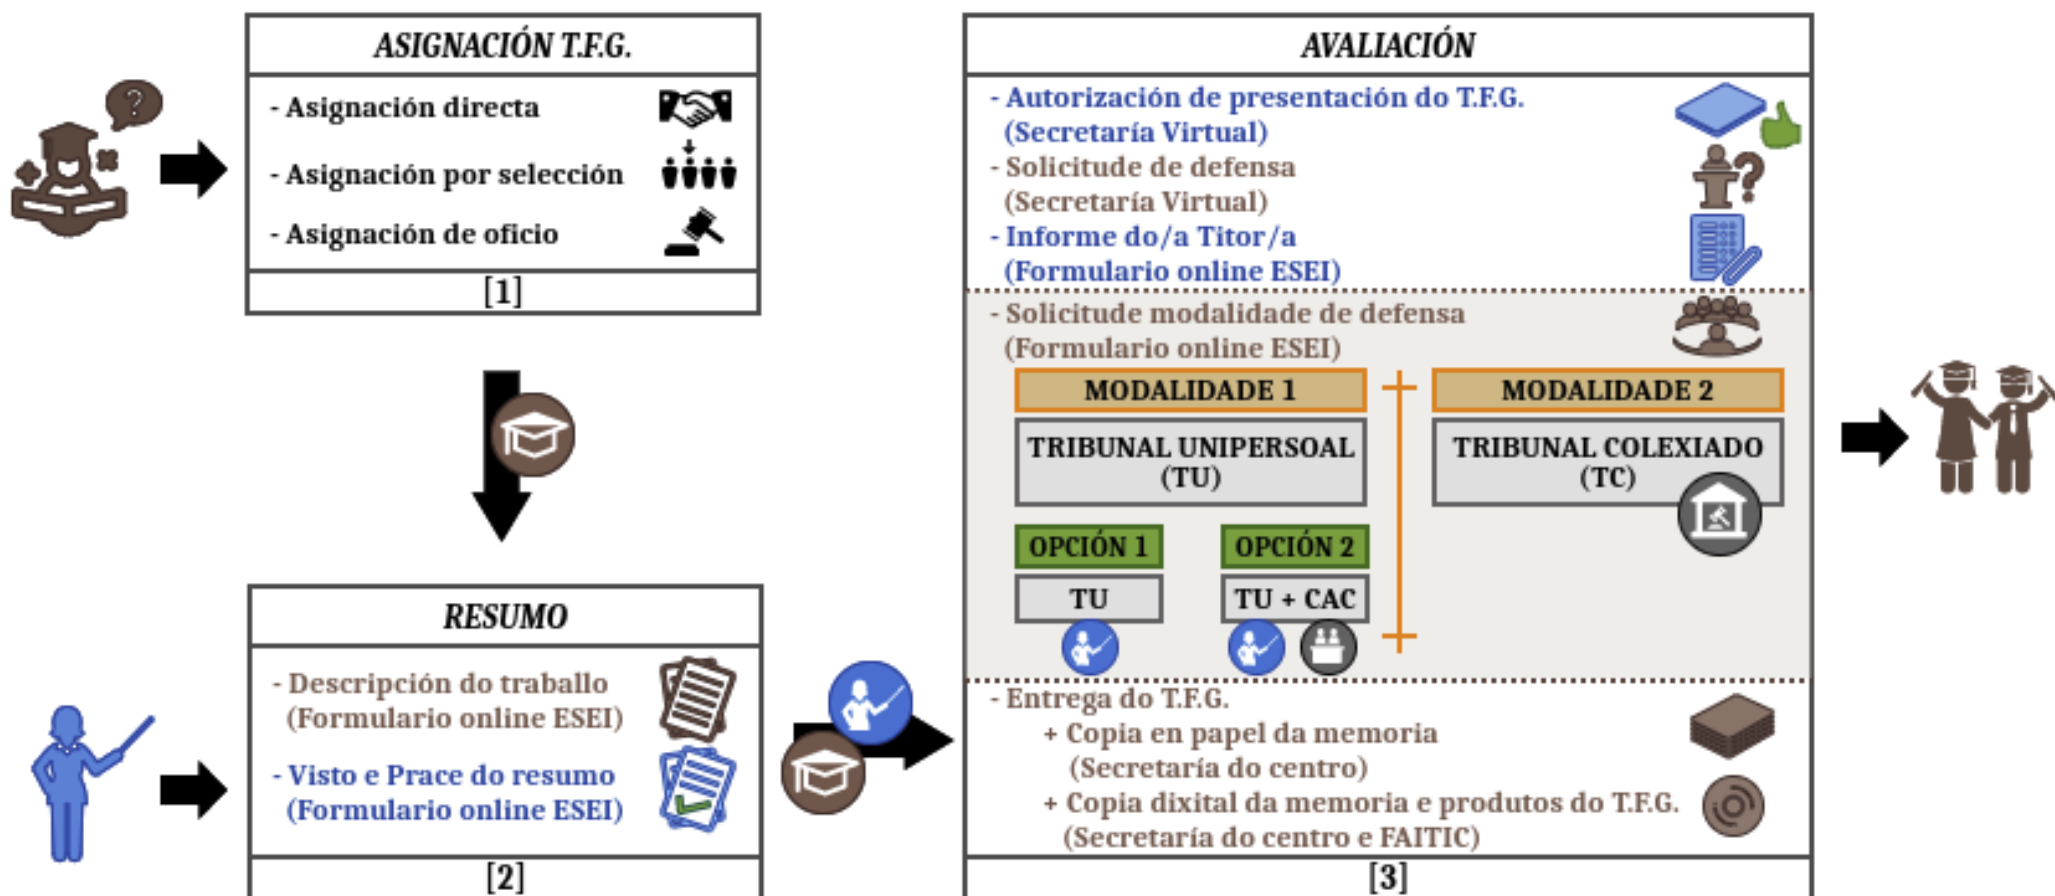 ASIGNACIÓN T.F.G.
- Asignación directa
- Asignación por selección
- Asignación de oficio
[1]
RESUMO
- Descripción do traballo
(Formulario online ESEI)
- Visto e Prace do resumo
(Formulario online ESEI)
[2]
AVALIACIÓN
- Autorización de presentación do T.F.G.
(Secretaría Virtual)
- Solicitude de defensa
(Secretaría Virtual)
- Informe do/a Titor/a
(Formulario online ESEI)
- Solicitude modalidade de defensa
(Formulario online ESEI)
MODALIDADE 1
MODALIDADE 2
TRIBUNAL UNIPERSOAL
(TU)
TRIBUNAL COLEXIADO
(TC)
OPCIÓN 1
OPCIÓN 2
TU
TU + CAC
- Entrega do T.F.G.
+ Copia en papel da memoria
(Secretaría do centro)
+ Copia dixital da memoria e produtos do T.F.G.
(Secretaría do centro e FAITIC)
[3]